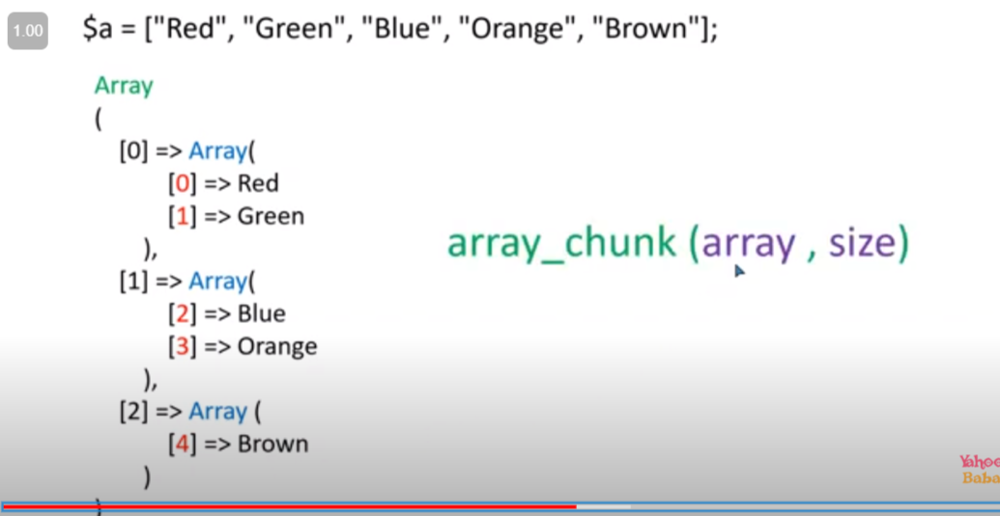 1.00
$a = ["Red", "Green", "Blue", "Orange", "Brown"];
Array
(
[0] => Array(
[0] => Red
[1] => Green
),
[1] => Array(
[2] => Blue
[3] => Orange
),
[2] => Array (
[4] => Brown
)
)
array_chunk (array , size)
Yahoo
Baba